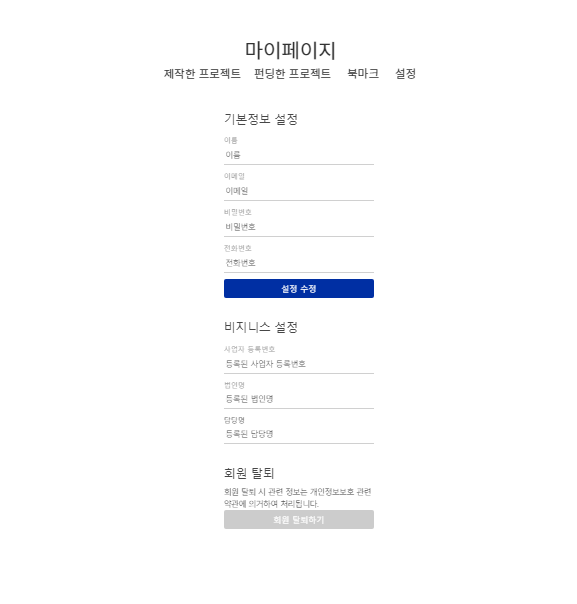 마이페이지
제작한 프로젝트 펀딩한 프로젝트 북마크 설정
기본정보 설정
이름
이름
이메일
이메일
비밀번호
비밀번호
전화번호
전화번호
설정 수정
비지니스 설정
사업자 등록번호
등록된 사업자 등록번호
법인명
등록된 법인명
담당명
등록된 담당명
회원 탈퇴
회원 탈퇴 시 관련 정보는 개인정보보호 관련
약관에 의거하여 처리됩니다.
회원 탈퇴하기